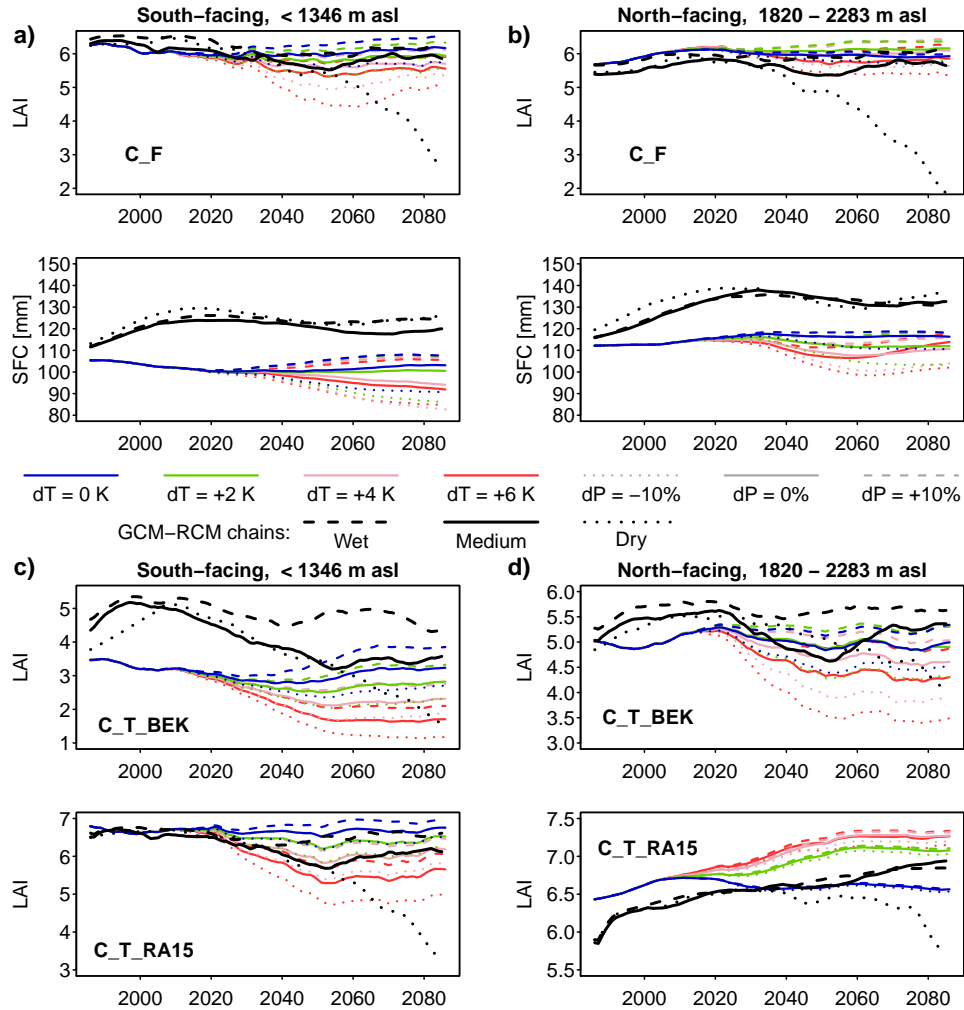 a) South−facing, < 1346 m asl
LAI
6
5
4
3
2
C_F
2000 2020 2040 2060 2080
SFC [mm]
150
140
130
120
110
100
90
80
2000 2020 2040 2060 2080
b) North−facing, 1820 − 2283 m asl
LAI
6
5
4
3
2
C_F
2000 2020 2040 2060 2080
SFC [mm]
150
140
130
120
110
100
90
80
2000 2020 2040 2060 2080
dT = 0 K dT = +2 K dT = +4 K dT = +6 K dP = −10% dP = 0% dP = +10%
GCM−RCM chains: Wet Medium Dry
c) South−facing, < 1346 m asl
LAI
5
4
3
2
1
C_T_BEK
2000 2020 2040 2060 2080
LAI
7
6
5
4
3
C_T_RA15
2000 2020 2040 2060 2080
d) North−facing, 1820 − 2283 m asl
LAI
6.0
5.5
5.0
4.5
4.0
3.5
3.0
C_T_BEK
2000 2020 2040 2060 2080
LAI
7.5
7.0
6.5
6.0
5.5
C_T_RA15
2000 2020 2040 2060 2080